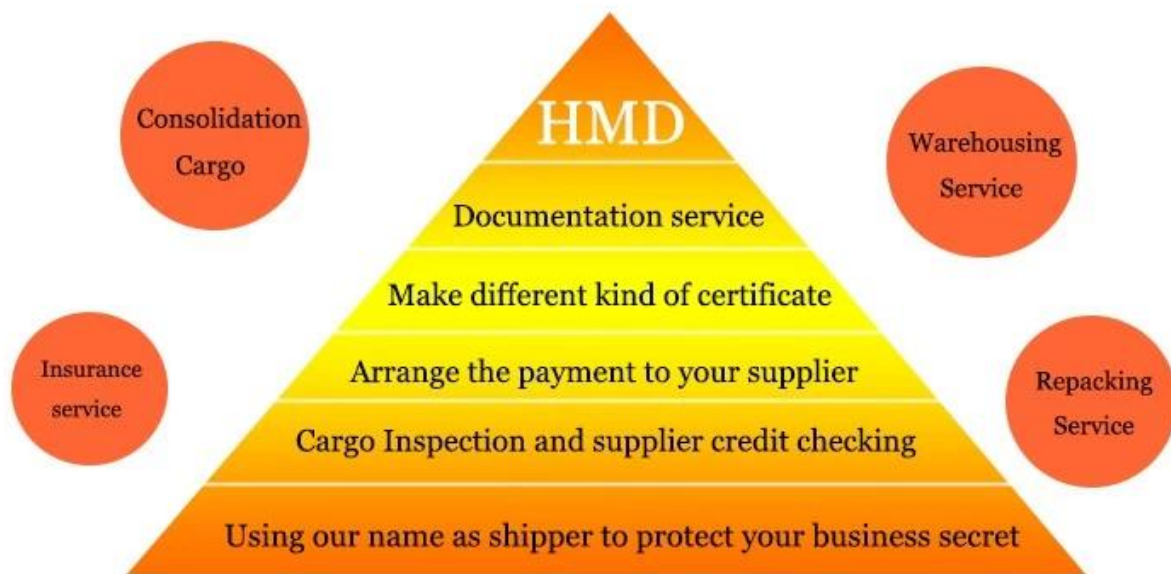 Consolidation
Cargo
HMD
Warehousing
Service
Documentation service
Make different kind of certificate
Insurance
service
Arrange the payment to your supplier
Repacking
Service
Cargo Inspection and supplier credit checking
Using our name as shipper to protect your business secret